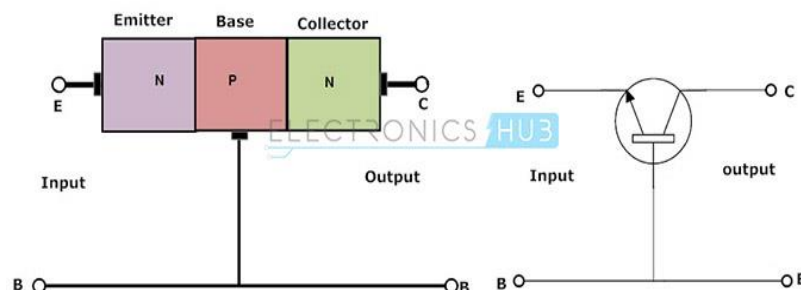 Emitter Base Collector
N P N
E C
E C
ELECTRONICS HUB
Input Output
Input output
B B
B B